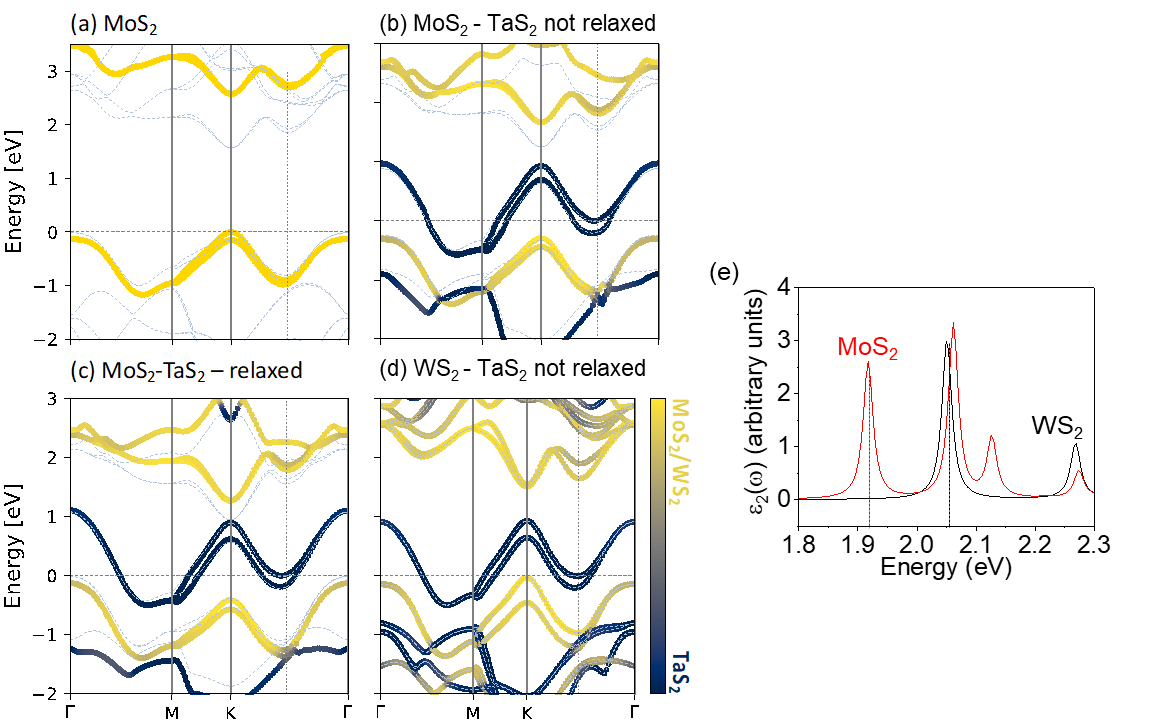 (a) MoS₂
(b) MoS₂ - TaS₂ not relaxed
Energy [eV]
3
2
1
0
−1
−2
(c) MoS₂-TaS₂ – relaxed
(d) WS₂ - TaS₂ not relaxed
Energy [eV]
3
2
1
0
−1
−2
Γ M K Γ
Γ M K Γ
MoS₂/WS₂
TaS₂
(e)
ε₂(ω) (arbitrary units)
4
3
2
1
0
MoS₂
WS₂
1.8 1.9 2.0 2.1 2.2 2.3
Energy (eV)